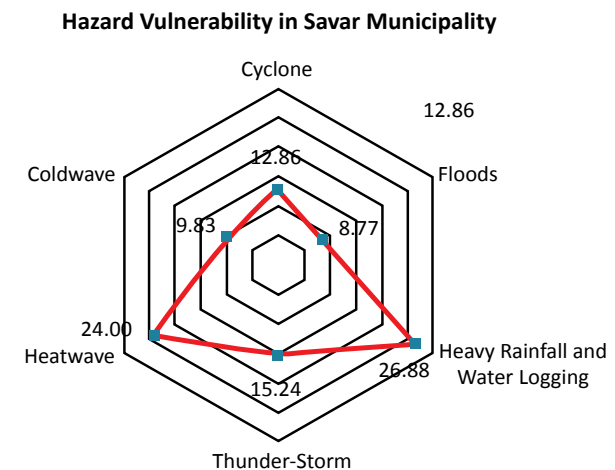 Hazard Vulnerability in Savar Municipality
Cyclone
12.86
12.86
Coldwave
Floods
9.83
8.77
24.00
Heatwave
Heavy Rainfall and
Water Logging
26.88
15.24
Thunder-Storm